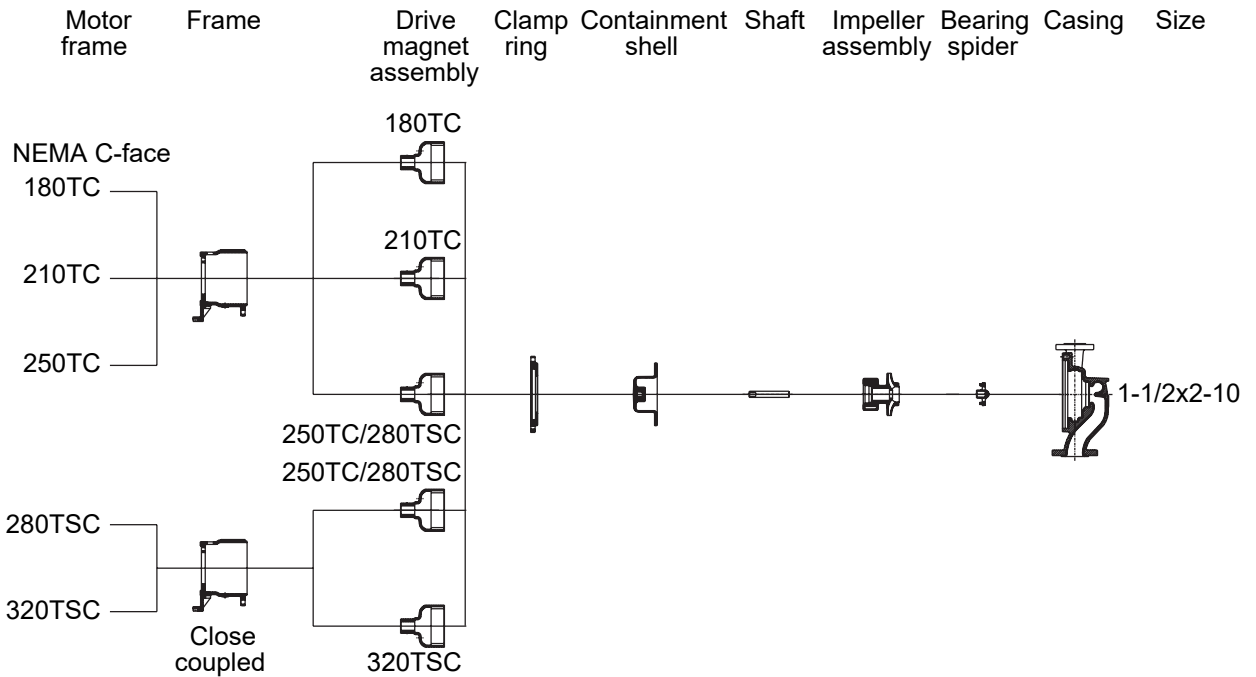 Motor
frame
Frame
Drive
magnet
assembly
Clamp
ring
Containment
shell
Shaft
Impeller
assembly
Bearing
spider
Casing
Size
NEMA C-face
180TC
210TC
250TC
180TC
210TC
250TC/280TSC
1-1/2x2-10
250TC/280TSC
280TSC
320TSC
Close
coupled
320TSC